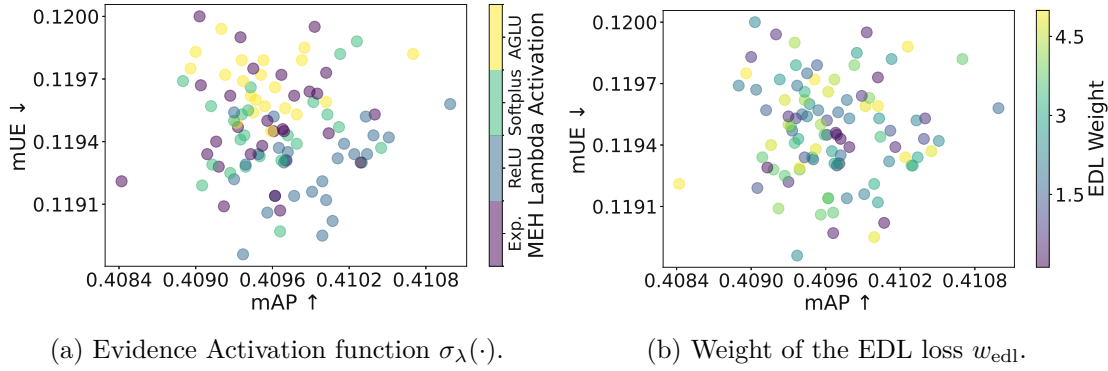 0.1200
0.1197
0.1194
0.1191
mUE ↓
0.4084 0.4090 0.4096 0.4102 0.4108
mAP ↑
Exp. ReLU Softplus AGLU
MEH Lambda Activation
(a) Evidence Activation function σλ(·).
0.1200
0.1197
0.1194
0.1191
mUE ↓
0.4084 0.4090 0.4096 0.4102 0.4108
mAP ↑
4.5
3
1.5
EDL Weight
(b) Weight of the EDL loss wedl.